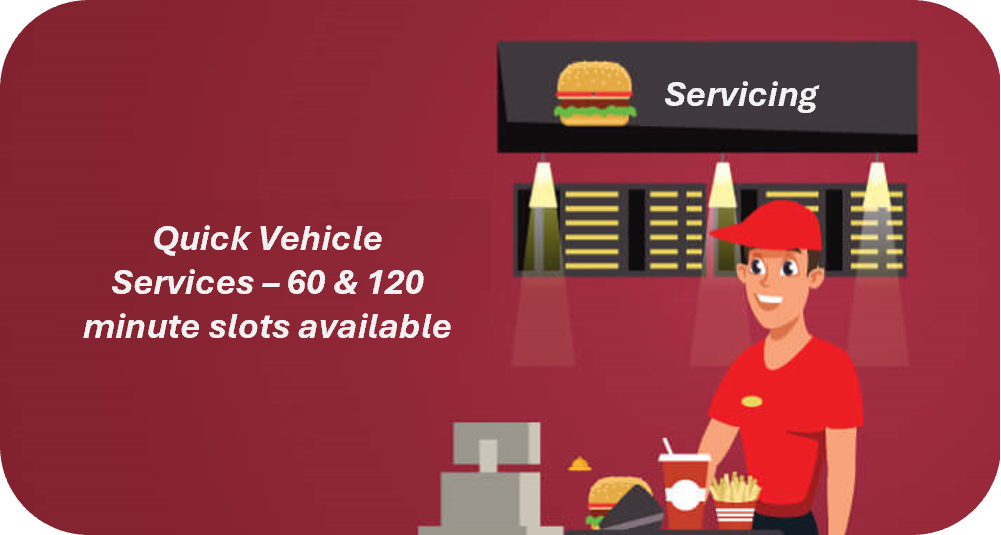 Servicing
Quick Vehicle
Services – 60 & 120
minute slots available